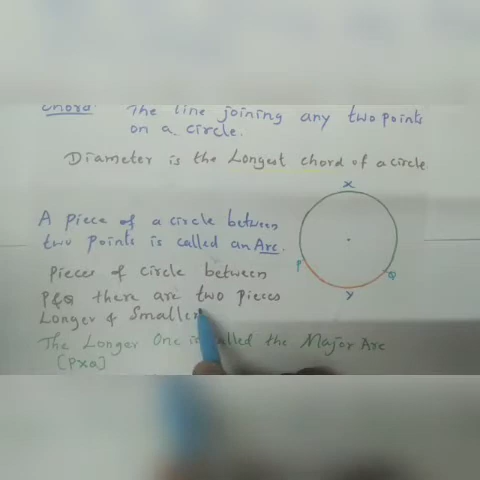 Chord. The line joining any two points
on a circle.
Diameter is the Longest chord of a circle.
A piece of a circle between
two points is called an Arc.
Pieces of circle between
P&Q there are two pieces
Longer & Smaller
The Longer One is called the Major Arc
[PXQ]
X
P
Q
Y